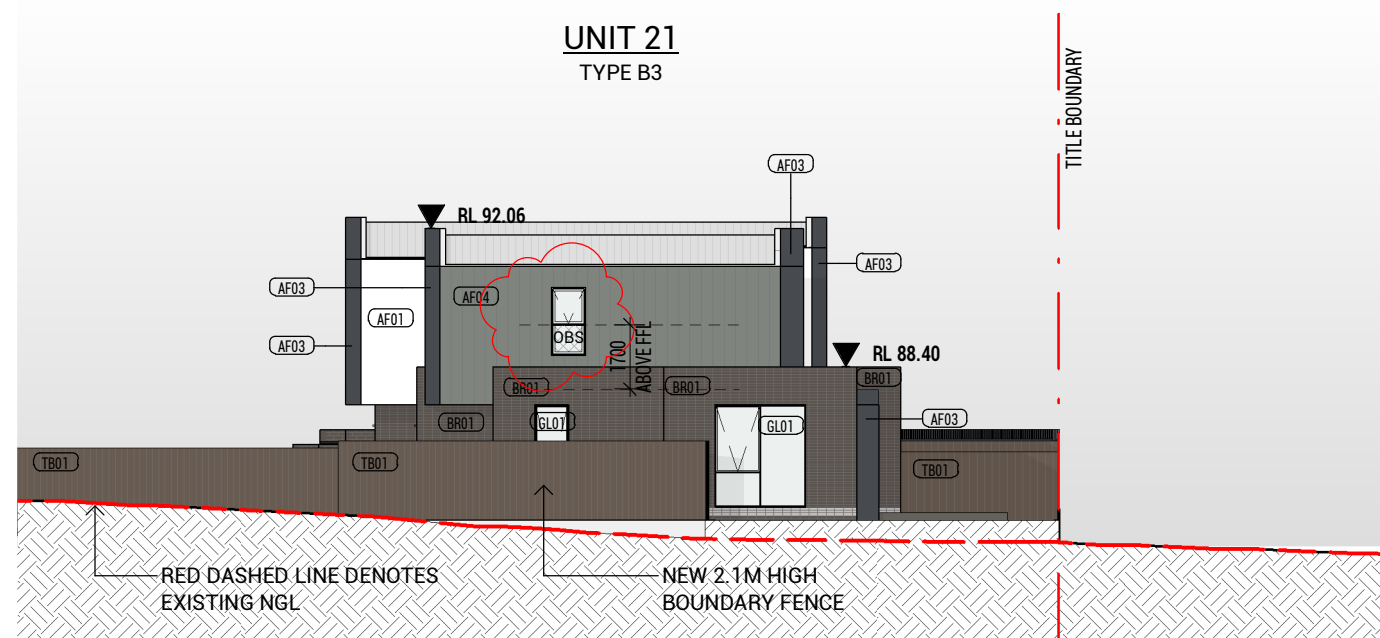 UNIT 21
TYPE B3
TITLE BOUNDARY
AF03
RL 92.06
AF03
AF03
AF04
AF01
OBS
1700
ABOVE FFL
AF03
RL 88.40
BR01
BR01
BR01
BR01
GL01
GL01
AF03
TB01
TB01
TB01
RED DASHED LINE DENOTES
EXISTING NGL
NEW 2.1M HIGH
BOUNDARY FENCE